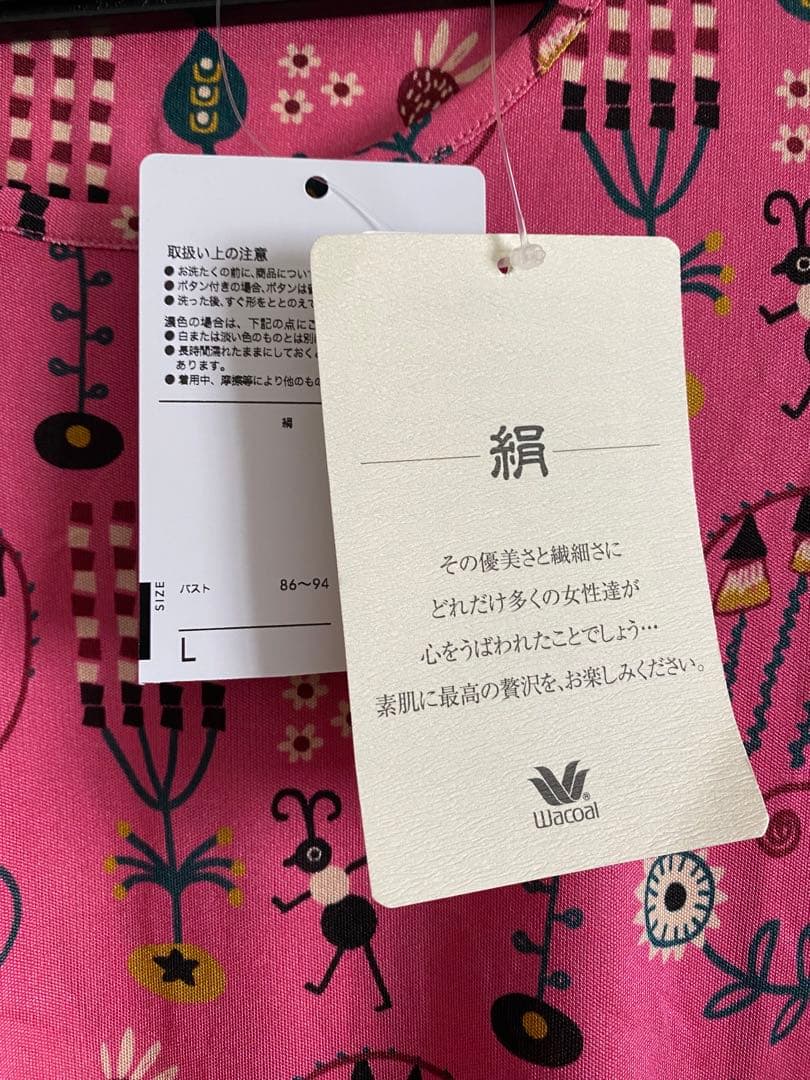 取扱い上の注意
● お洗たくの前に、商品につい
● ボタン付きの場合、ボタンは
● 洗った後、すぐ形をととのえて
濃色の場合は、下記の点にご
● 白または淡い色のものとは別
● 長時間濡れたままにしておく
あります。
● 着用中、摩擦等により他のもの
絹
SIZE
バスト 86〜94
L
絹
その優美さと繊細さに
どれだけ多くの女性達が
心をうばわれたことでしょう…
素肌に最高の贅沢を、お楽しみください。
Wacoal®